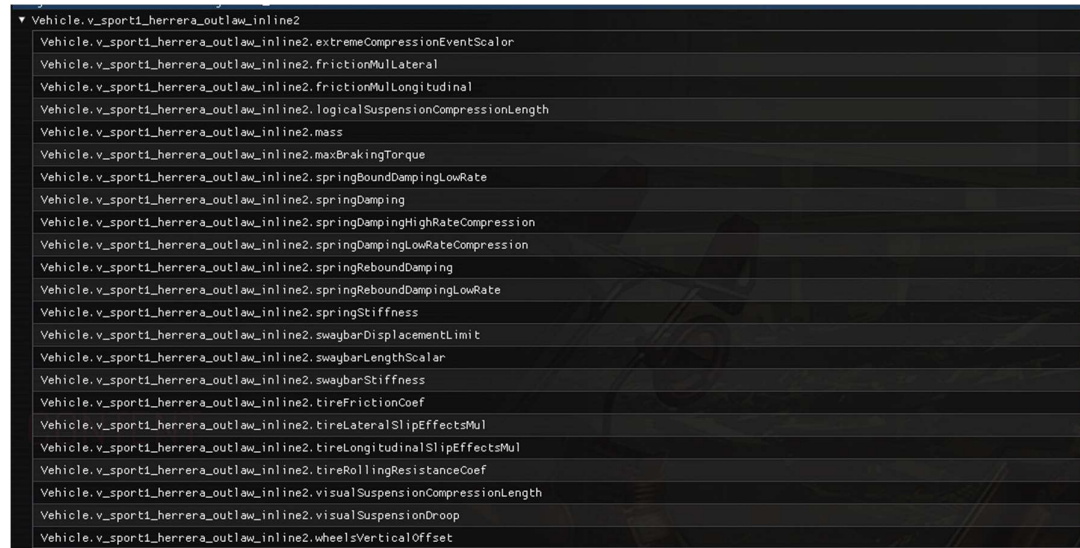 ▼ Vehicle.v_sport1_herrera_outlaw_inline2
Vehicle.v_sport1_herrera_outlaw_inline2.extremeCompressionEventScalor
Vehicle.v_sport1_herrera_outlaw_inline2.frictionMulLateral
Vehicle.v_sport1_herrera_outlaw_inline2.frictionMulLongitudinal
Vehicle.v_sport1_herrera_outlaw_inline2.logicalSuspensionCompressionLength
Vehicle.v_sport1_herrera_outlaw_inline2.mass
Vehicle.v_sport1_herrera_outlaw_inline2.maxBrakingTorque
Vehicle.v_sport1_herrera_outlaw_inline2.springBoundDampingLowRate
Vehicle.v_sport1_herrera_outlaw_inline2.springDamping
Vehicle.v_sport1_herrera_outlaw_inline2.springDampingHighRateCompression
Vehicle.v_sport1_herrera_outlaw_inline2.springDampingLowRateCompression
Vehicle.v_sport1_herrera_outlaw_inline2.springReboundDamping
Vehicle.v_sport1_herrera_outlaw_inline2.springReboundDampingLowRate
Vehicle.v_sport1_herrera_outlaw_inline2.springStiffness
Vehicle.v_sport1_herrera_outlaw_inline2.swaybarDisplacementLimit
Vehicle.v_sport1_herrera_outlaw_inline2.swaybarLengthScalar
Vehicle.v_sport1_herrera_outlaw_inline2.swaybarStiffness
Vehicle.v_sport1_herrera_outlaw_inline2.tireFrictionCoef
Vehicle.v_sport1_herrera_outlaw_inline2.tireLateralSlipEffectsMul
Vehicle.v_sport1_herrera_outlaw_inline2.tireLongitudinalSlipEffectsMul
Vehicle.v_sport1_herrera_outlaw_inline2.tireRollingResistanceCoef
Vehicle.v_sport1_herrera_outlaw_inline2.visualSuspensionCompressionLength
Vehicle.v_sport1_herrera_outlaw_inline2.visualSuspensionDroop
Vehicle.v_sport1_herrera_outlaw_inline2.wheelsVerticalOffset